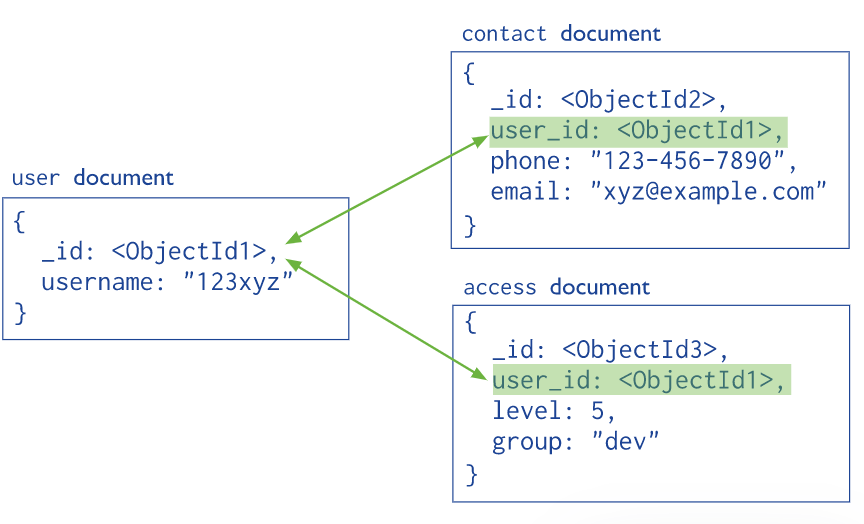 user document
{
_id: <ObjectId1>,
username: "123xyz"
}
contact document
{
_id: <ObjectId2>,
user_id: <ObjectId1>,
phone: "123-456-7890",
email: "xyz@example.com"
}
access document
{
_id: <ObjectId3>,
user_id: <ObjectId1>,
level: 5,
group: "dev"
}